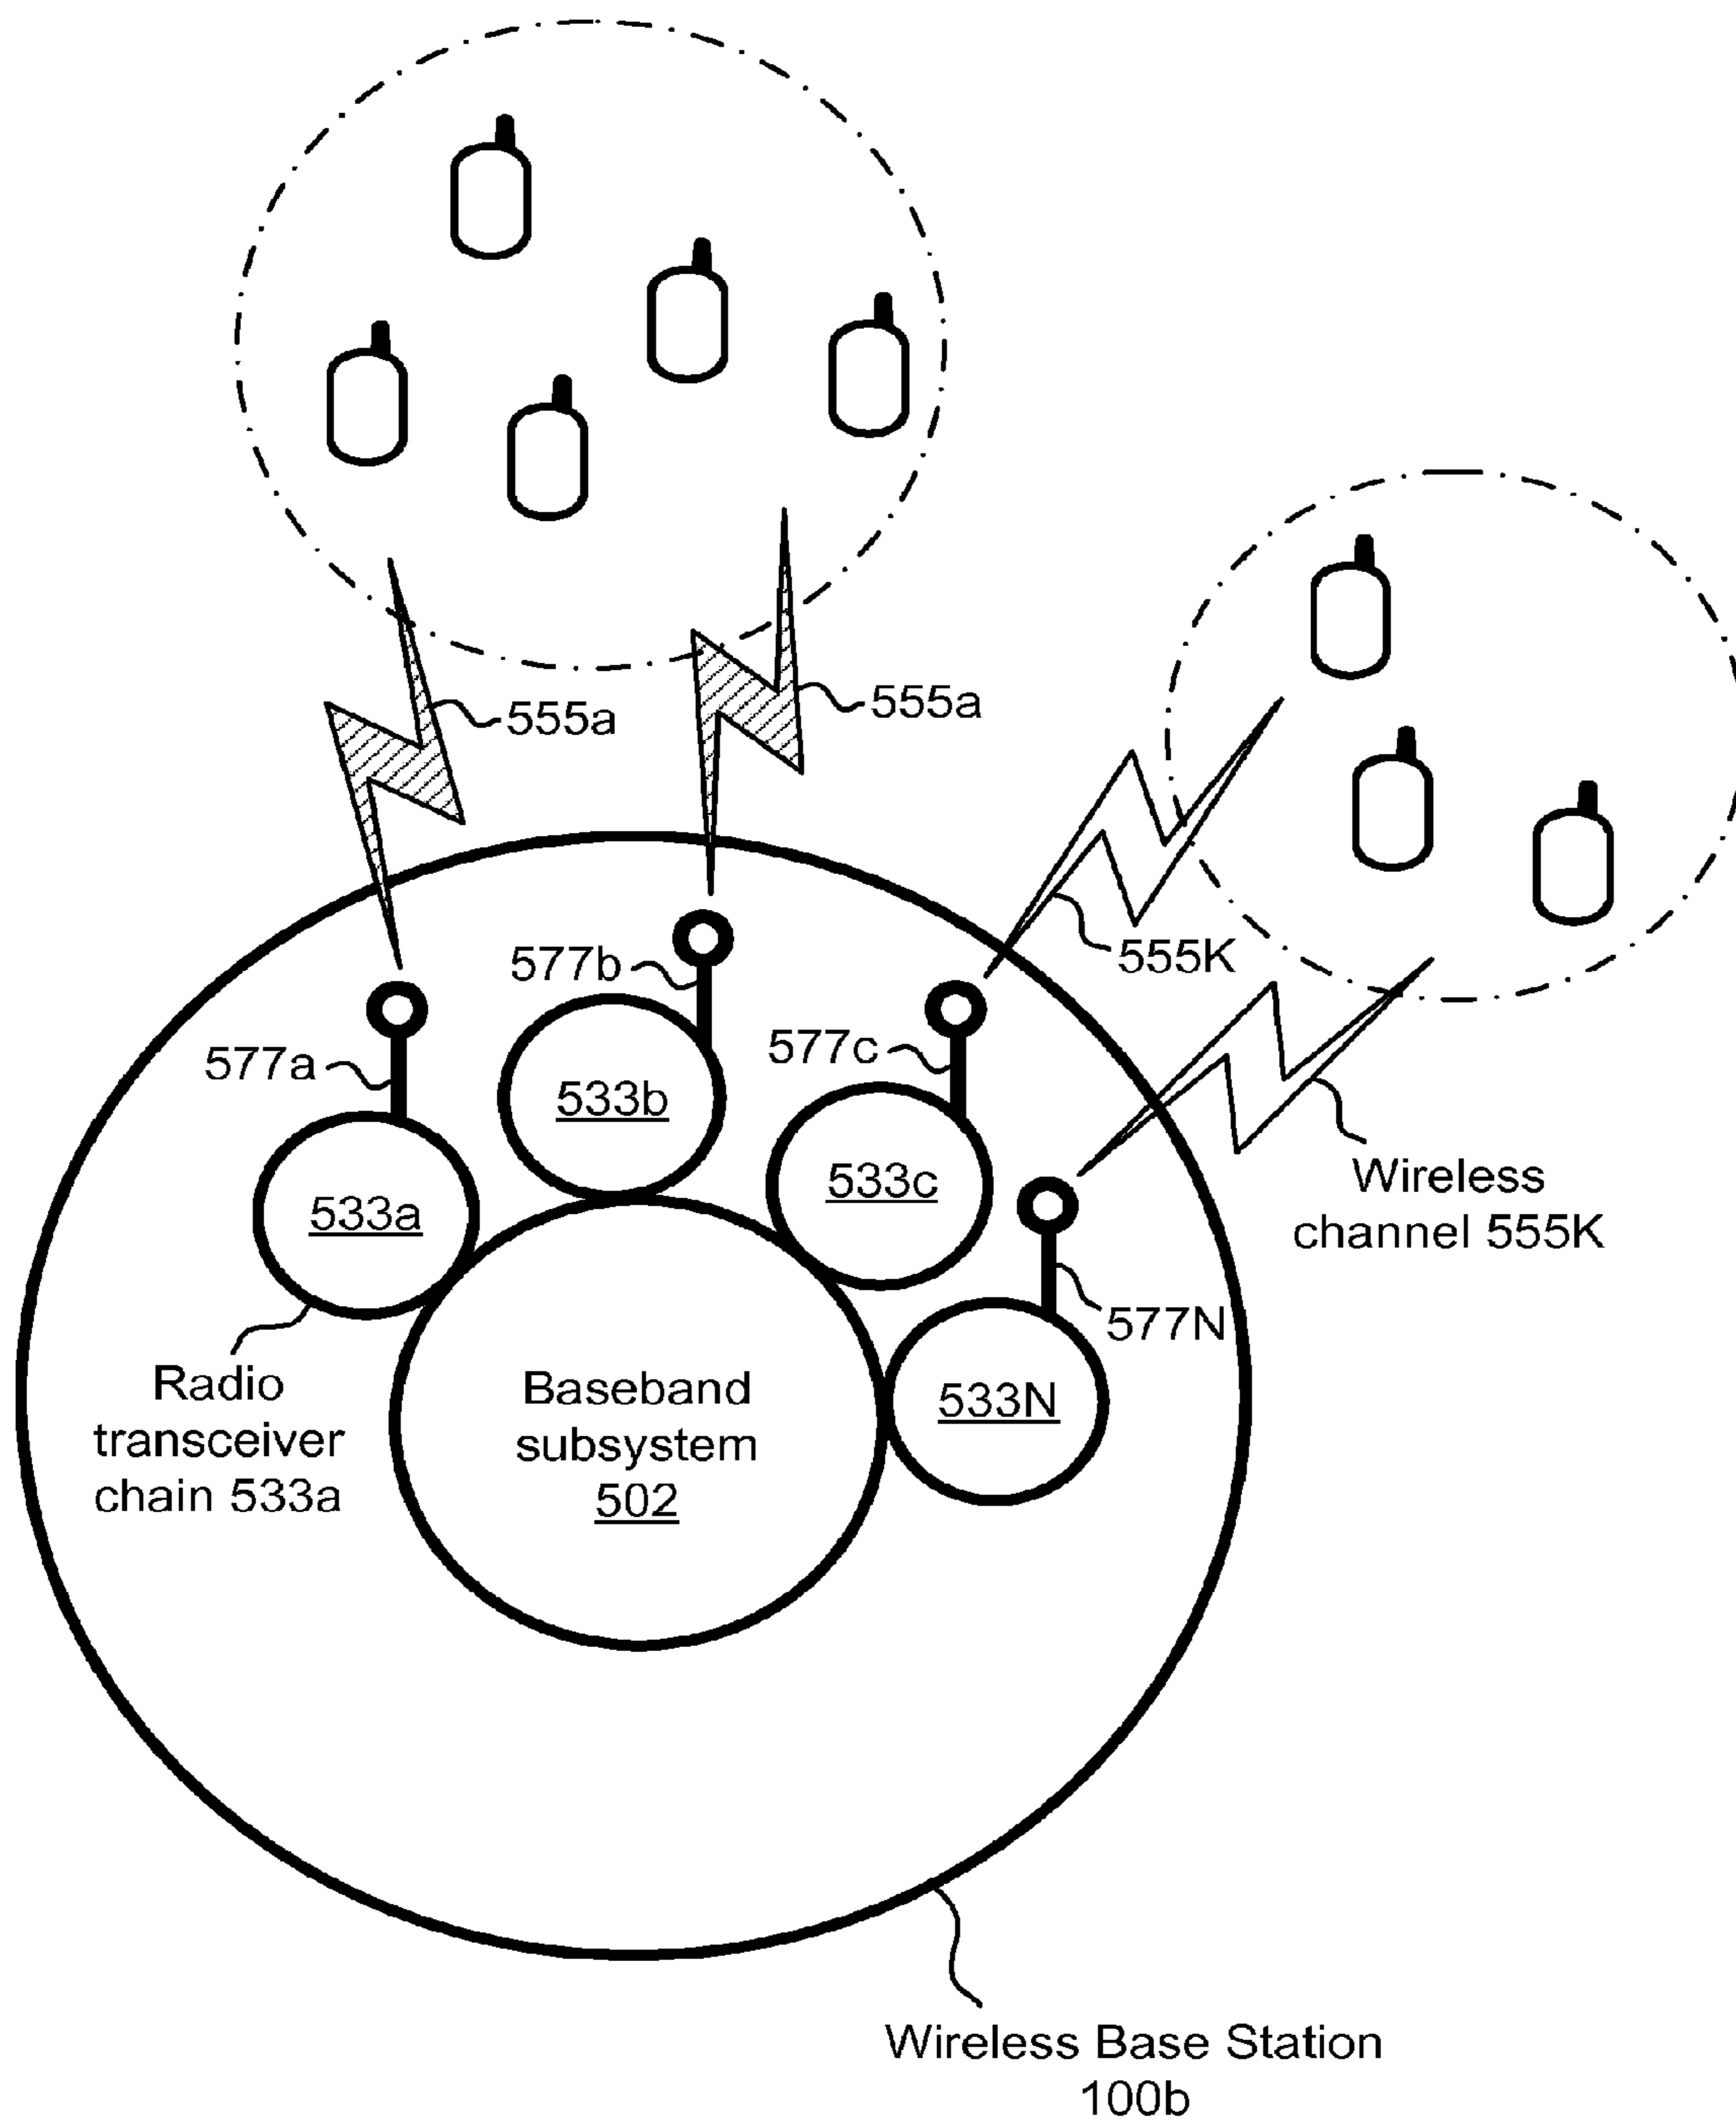 555a
555a
555K
577b
577c
577a
533b
533c
533a
Wireless
channel 555K
577N
Radio
transceiver
chain 533a
Baseband
subsystem
502
533N
Wireless Base Station
100b